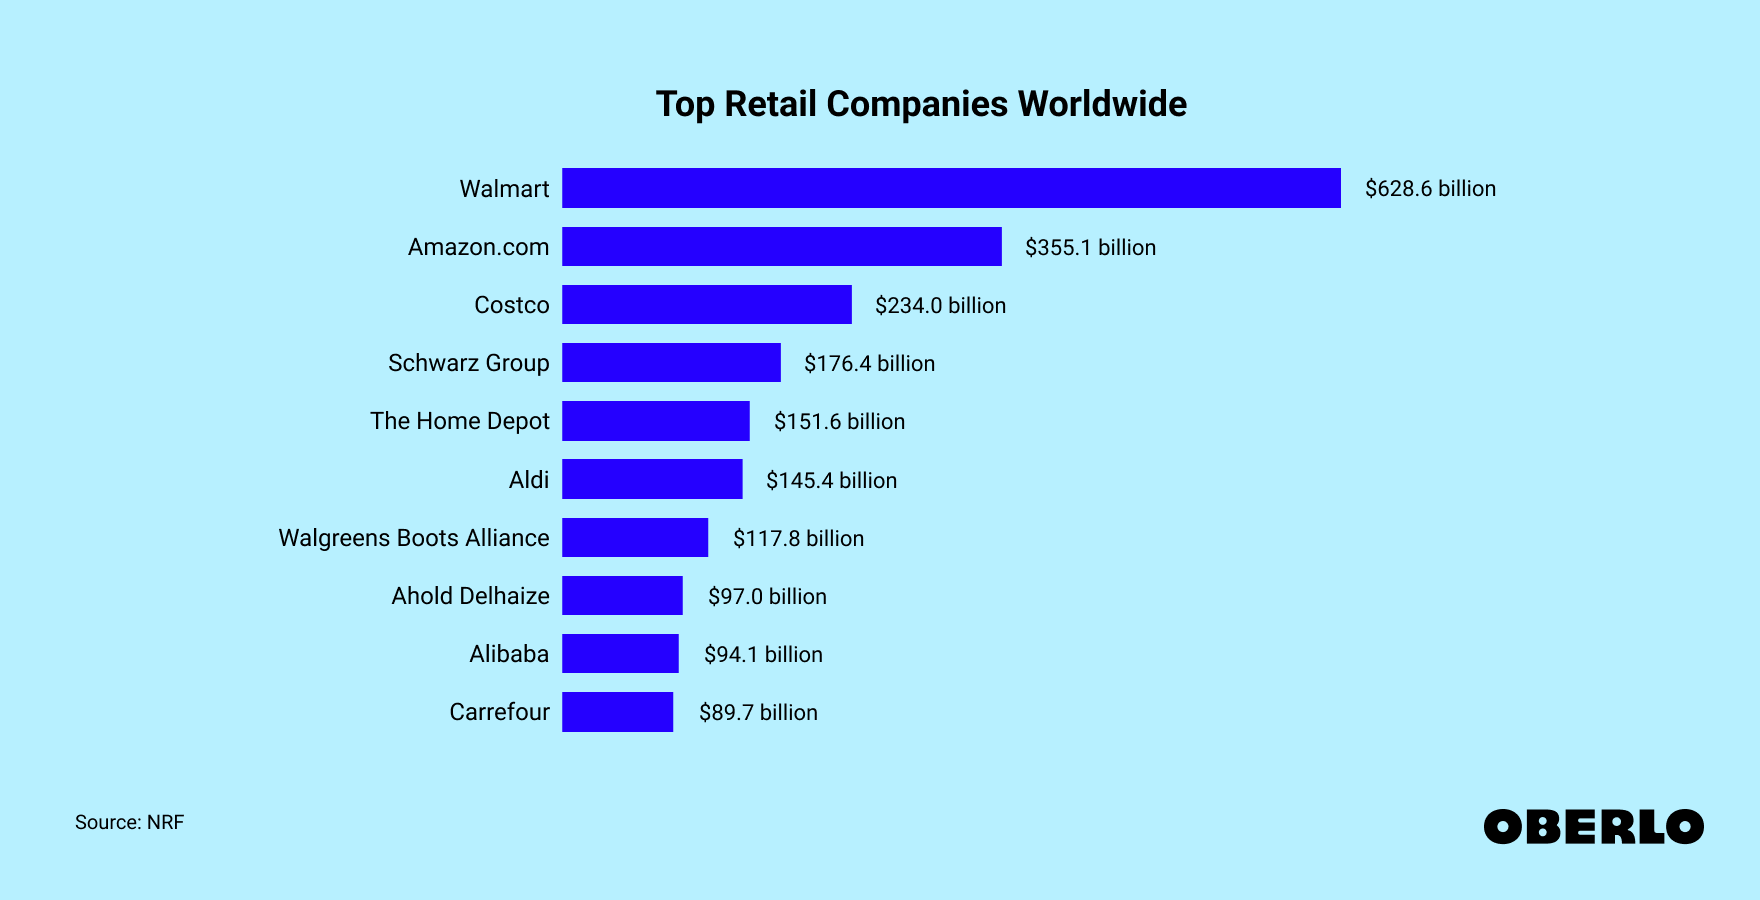 Top Retail Companies Worldwide
Walmart $628.6 billion
Amazon.com $355.1 billion
Costco $234.0 billion
Schwarz Group $176.4 billion
The Home Depot $151.6 billion
Aldi $145.4 billion
Walgreens Boots Alliance $117.8 billion
Ahold Delhaize $97.0 billion
Alibaba $94.1 billion
Carrefour $89.7 billion
Source: NRF
OBERLO